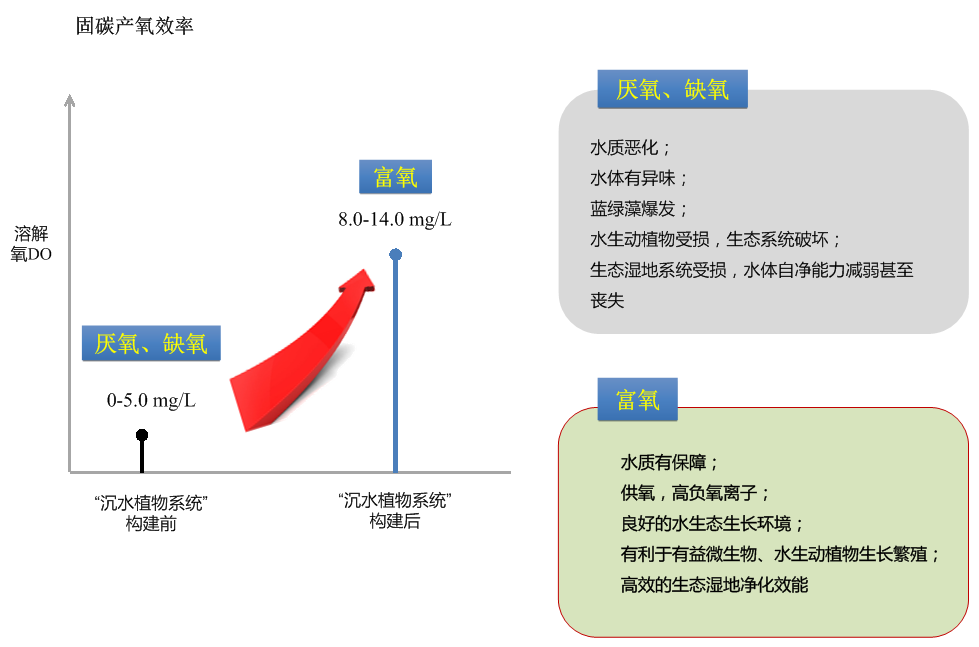 固碳产氧效率
溶解
氧DO
富氧
8.0-14.0 mg/L
厌氧、缺氧
0-5.0 mg/L
“沉水植物系统”
构建前
“沉水植物系统”
构建后
厌氧、缺氧
水质恶化；
水体有异味；
蓝绿藻爆发；
水生动植物受损，生态系统破坏；
生态湿地系统受损，水体自净能力减弱甚至
丧失
富氧
水质有保障；
供氧，高负氧离子；
良好的水生态生长环境；
有利于有益微生物、水生动植物生长繁殖；
高效的生态湿地净化效能